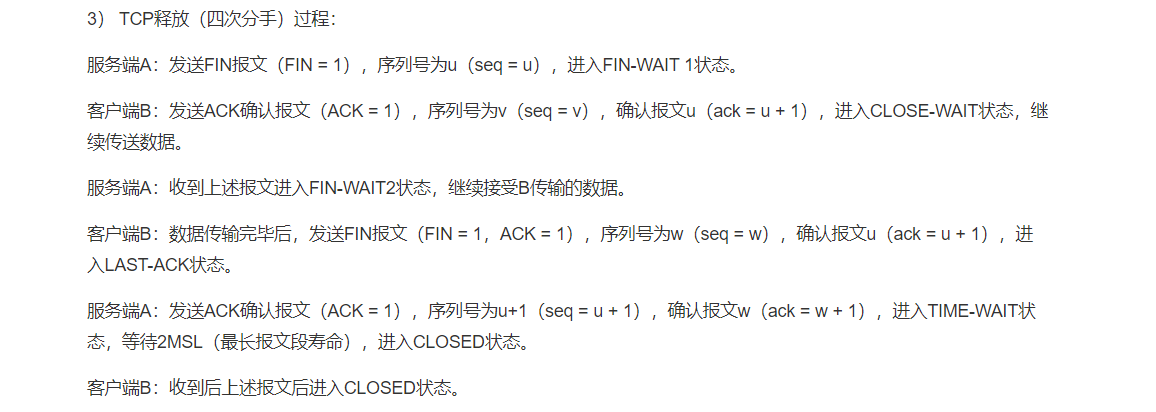 3） TCP释放（四次分手）过程：
服务端A：发送FIN报文（FIN = 1），序列号为u（seq = u），进入FIN-WAIT 1状态。
客户端B：发送ACK确认报文（ACK = 1），序列号为v（seq = v），确认报文u（ack = u + 1），进入CLOSE-WAIT状态，继
续传送数据。
服务端A：收到上述报文进入FIN-WAIT2状态，继续接受B传输的数据。
客户端B：数据传输完毕后，发送FIN报文（FIN = 1，ACK = 1），序列号为w（seq = w），确认报文u（ack = u + 1），进
入LAST-ACK状态。
服务端A：发送ACK确认报文（ACK = 1），序列号为u+1（seq = u + 1），确认报文w（ack = w + 1），进入TIME-WAIT状
态，等待2MSL（最长报文段寿命），进入CLOSED状态。
客户端B：收到后上述报文后进入CLOSED状态。